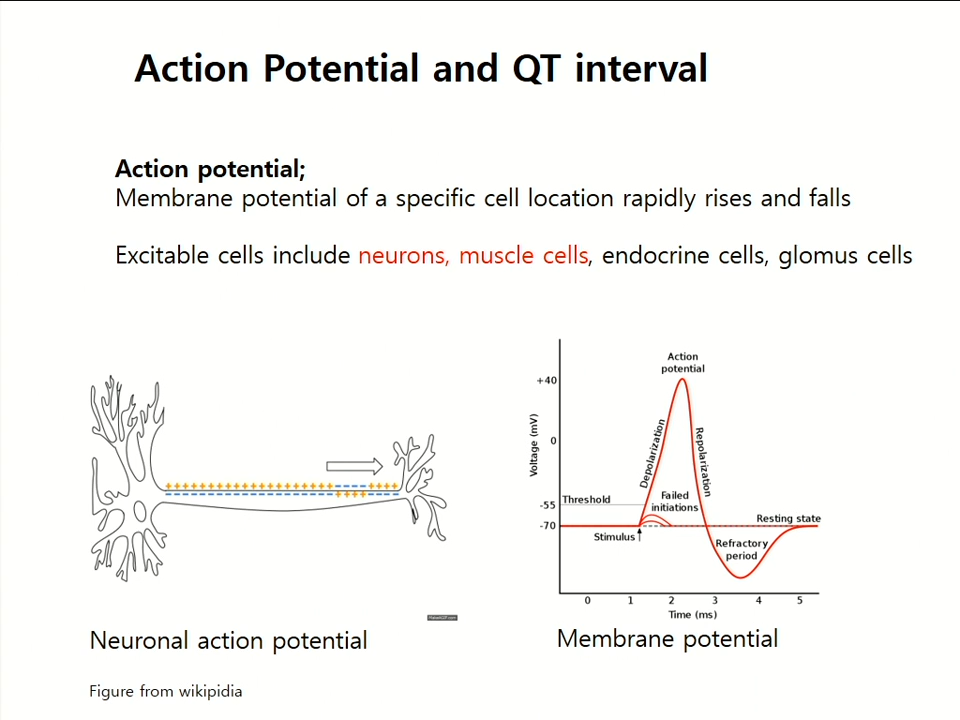 Action Potential and QT interval
Action potential;
Membrane potential of a specific cell location rapidly rises and falls
Excitable cells include neurons, muscle cells, endocrine cells, glomus cells
Action
potential
+40
Voltage (mV)
0
Depolarization
Repolarization
Threshold
Failed
initiations
-55
-70
Resting state
Stimulus
Refractory
period
0 1 2 3 4 5
Time (ms)
Neuronal action potential
Membrane potential
Figure from wikipidia